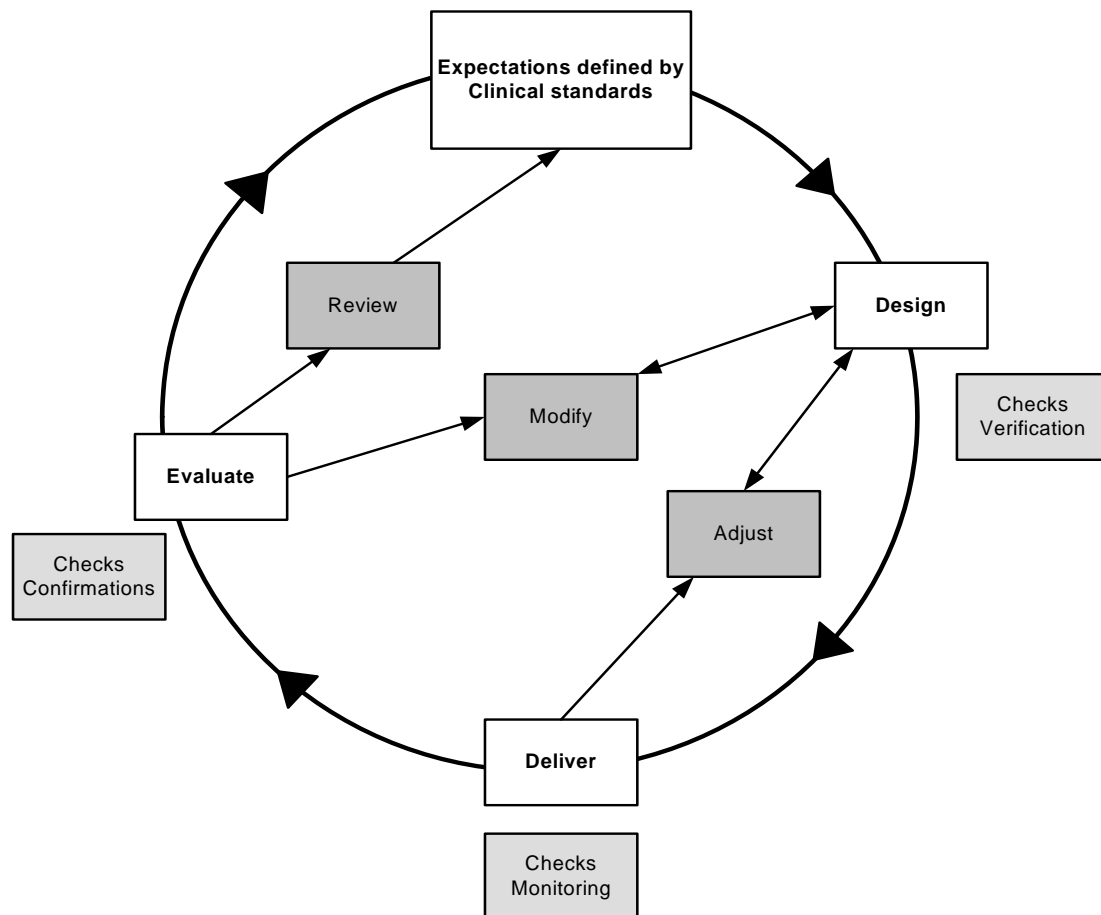 Expectations defined by
Clinical standards
Review
Design
Modify
Checks
Verification
Evaluate
Adjust
Checks
Confirmations
Deliver
Checks
Monitoring